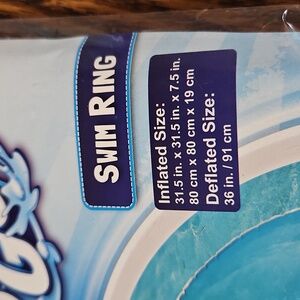 SWIM RING
Inflated Size:
31.5 in. x 31.5 in. x 7.5 in.
80 cm x 80 cm x 19 cm
Deflated Size:
36 in. / 91 cm